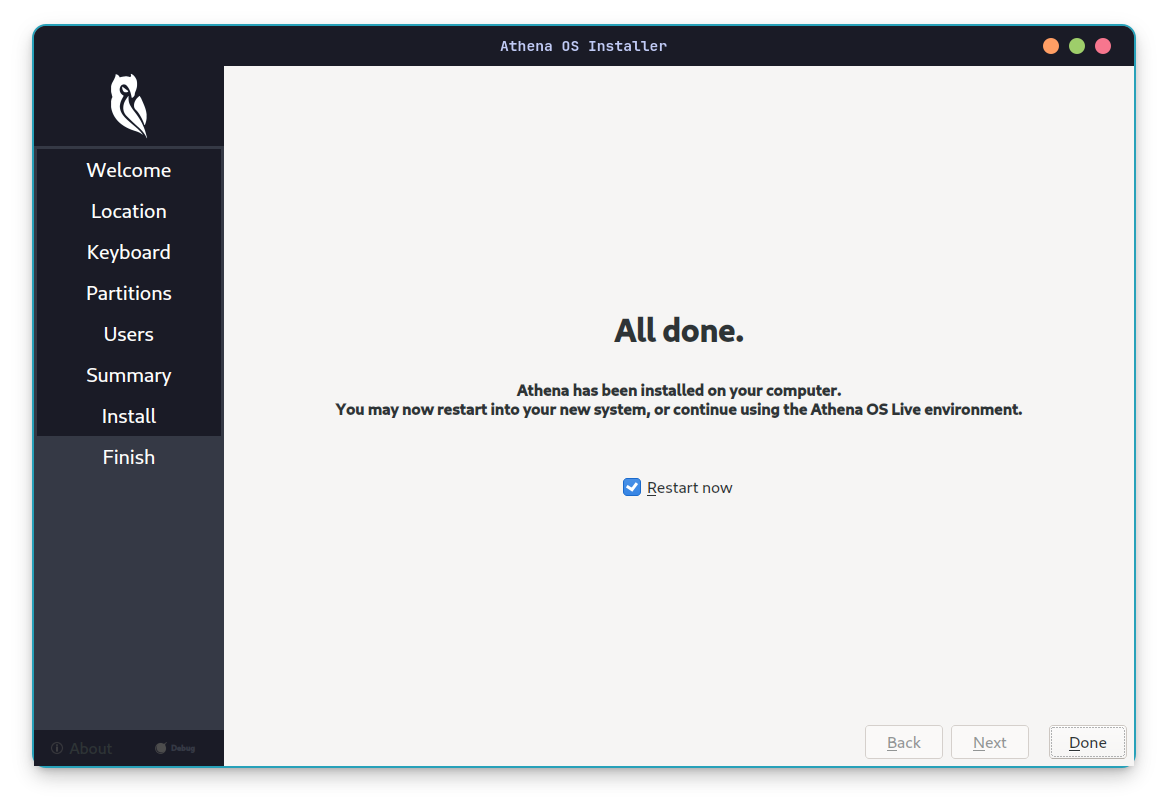 Athena OS Installer
Welcome
Location
Keyboard
Partitions
Users
Summary
Install
Finish
All done.
Athena has been installed on your computer.
You may now restart into your new system, or continue using the Athena OS Live environment.
Restart now
About
Debug
Back
Next
Done